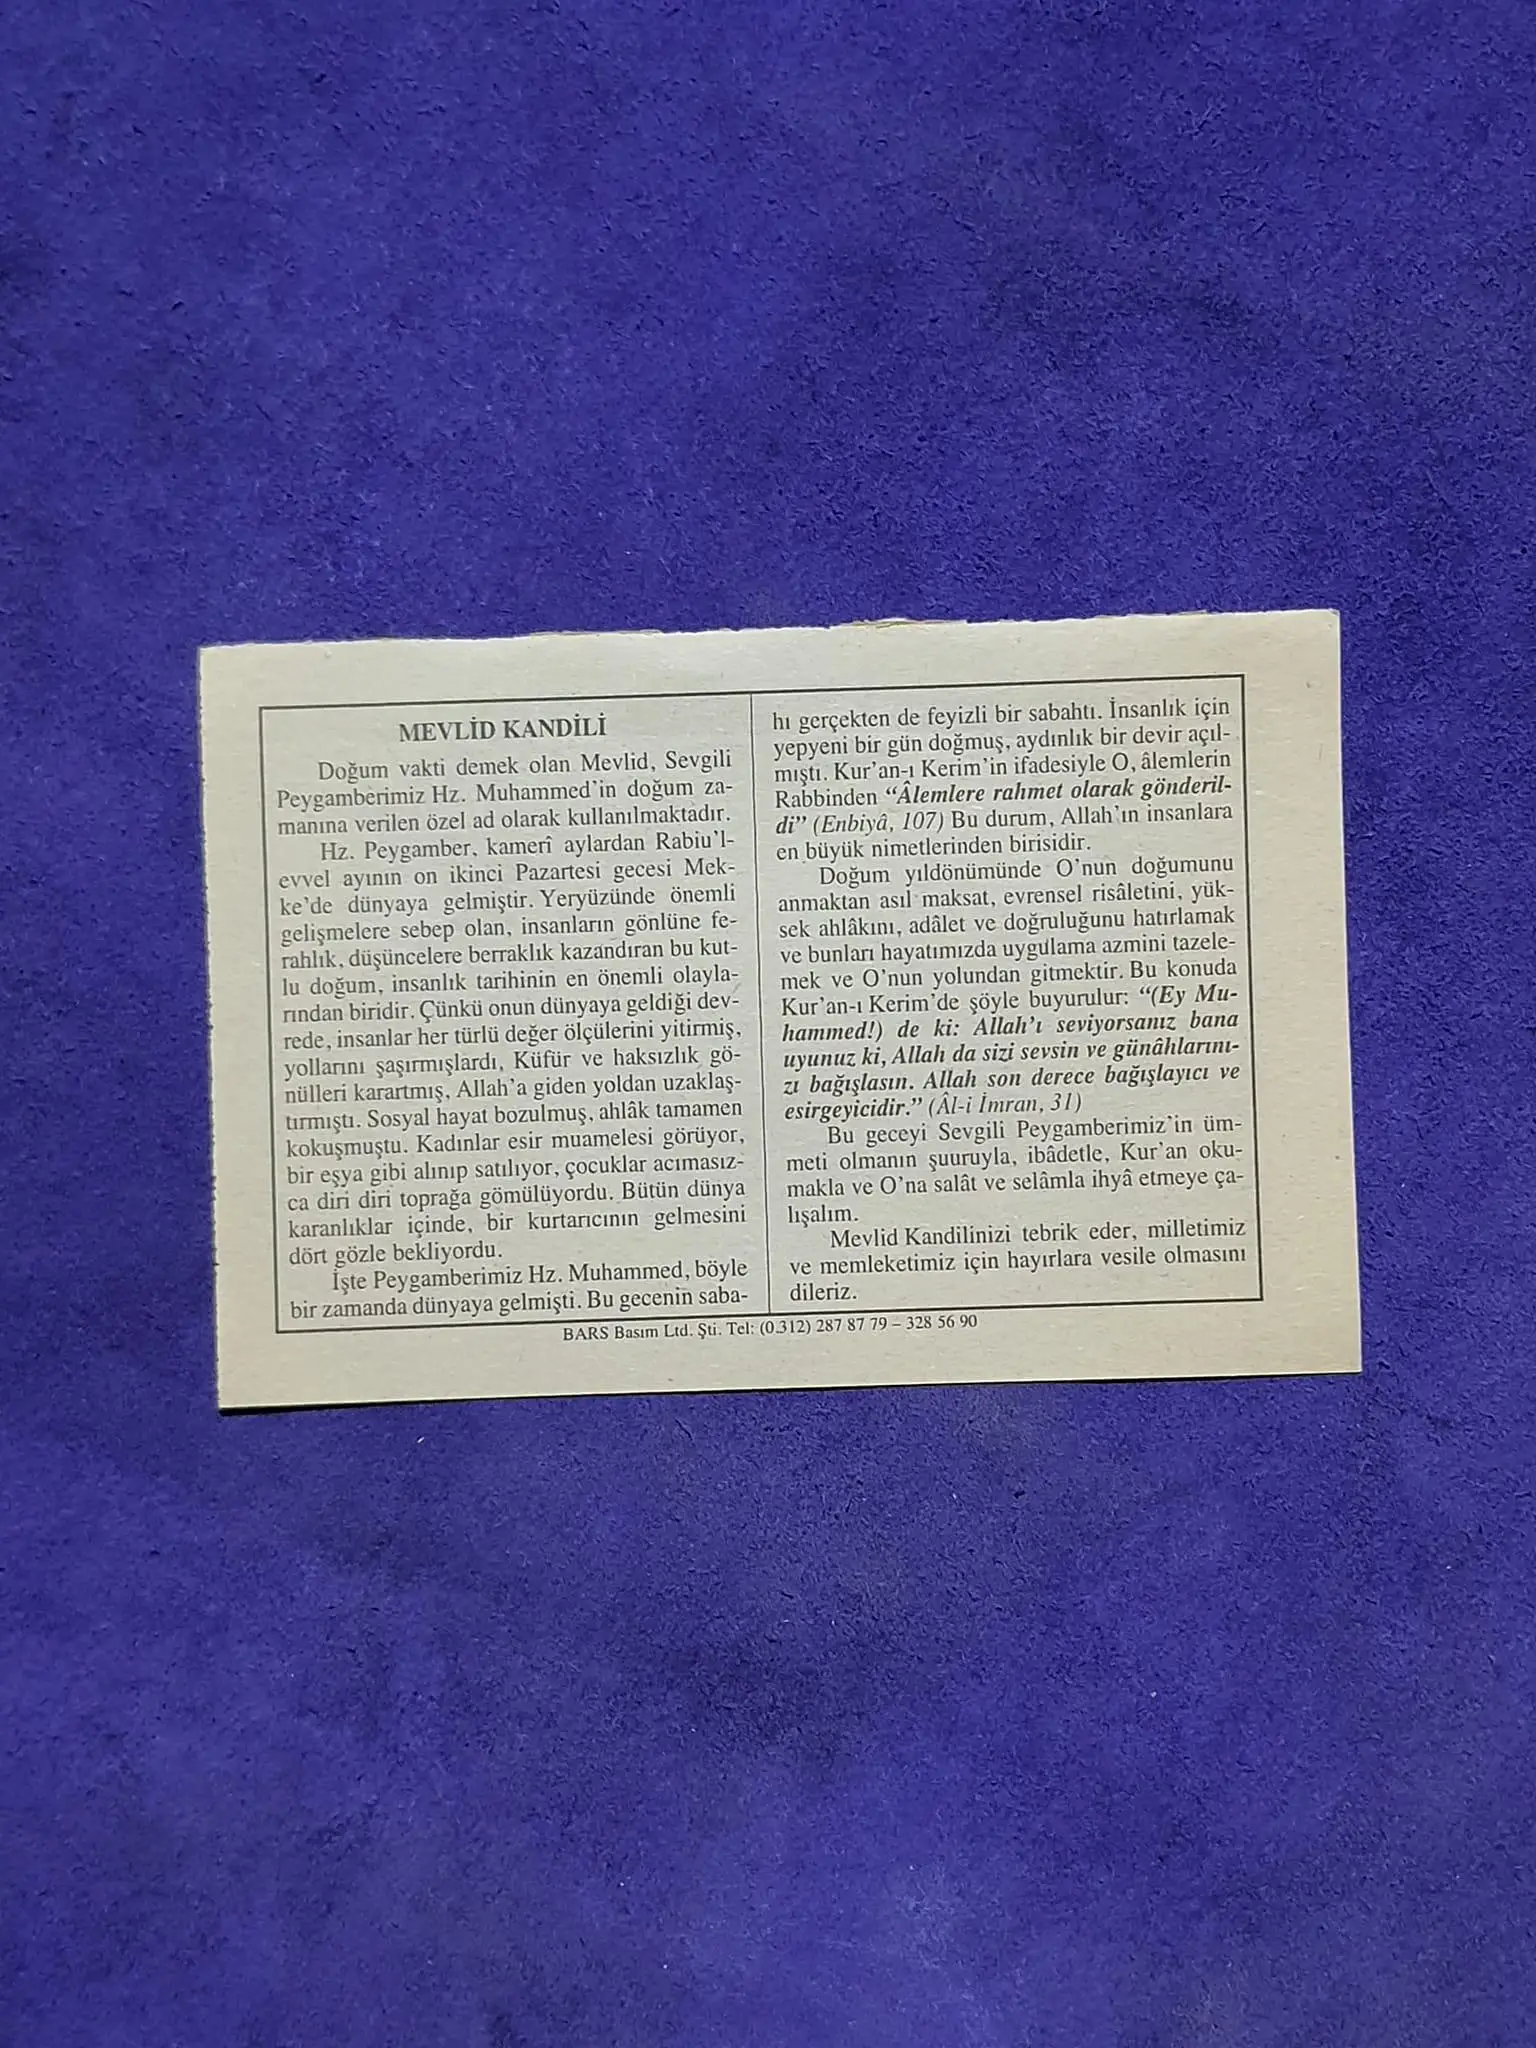 MEVLİD KANDİLİ
Doğum vakti demek olan Mevlid, Sevgili
Peygamberimiz Hz. Muhammed'in doğum za-
manına verilen özel ad olarak kullanılmaktadır.
Hz. Peygamber, kamerî aylardan Rabiu'l-
evvel ayının on ikinci Pazartesi gecesi Mek-
ke'de dünyaya gelmiştir. Yeryüzünde önemli
gelişmelere sebep olan, insanların gönlüne fe-
rahlık, düşüncelere berraklık kazandıran bu kut-
lu doğum, insanlık tarihinin en önemli olayla-
rından biridir. Çünkü onun dünyaya geldiği dev-
rede, insanlar her türlü değer ölçülerini yitirmiş,
yollarını şaşırmışlardı, Küfür ve haksızlık gö-
nülleri karartmış, Allah'a giden yoldan uzaklaş-
tırmıştı. Sosyal hayat bozulmuş, ahlâk tamamen
kokuşmuştu. Kadınlar esir muamelesi görüyor,
bir eşya gibi alınıp satılıyor, çocuklar acımasız-
ca diri diri toprağa gömülüyordu. Bütün dünya
karanlıklar içinde, bir kurtarıcının gelmesini
dört gözle bekliyordu.
İşte Peygamberimiz Hz. Muhammed, böyle
bir zamanda dünyaya gelmişti. Bu gecenin saba-
hı gerçekten de feyizli bir sabahtı. İnsanlık için
yepyeni bir gün doğmuş, aydınlık bir devir açıl-
mıştı. Kur'an-ı Kerim'in ifadesiyle O, âlemlerin
Rabbinden "Âlemlere rahmet olarak gönderil-
di" (Enbiyâ, 107) Bu durum, Allah'ın insanlara
en büyük nimetlerinden birisidir.
Doğum yıldönümünde O'nun doğumunu
anmaktan asıl maksat, evrensel risâletini, yük-
sek ahlâkını, adâlet ve doğruluğunu hatırlamak
ve bunları hayatımızda uygulama azmini tazele-
mek ve O'nun yolundan gitmektir. Bu konuda
Kur'an-ı Kerim'de şöyle buyurulur: "(Ey Mu-
hammed!) de ki: Allah'ı seviyorsanız bana
uyunuz ki, Allah da sizi sevsin ve günâhlarını-
zı bağışlasın. Allah son derece bağışlayıcı ve
esirgeyicidir." (Âl-i İmran, 31)
Bu geceyi Sevgili Peygamberimiz'in üm-
meti olmanın şuuruyla, ibâdetle, Kur'an oku-
makla ve O'na salât ve selâmla ihyâ etmeye ça-
lışalım.
Mevlid Kandilinizi tebrik eder, milletimiz
ve memleketimiz için hayırlara vesile olmasını
dileriz.
BARS Basım Ltd. Şti. Tel: (0.312) 287 87 79 – 328 56 90